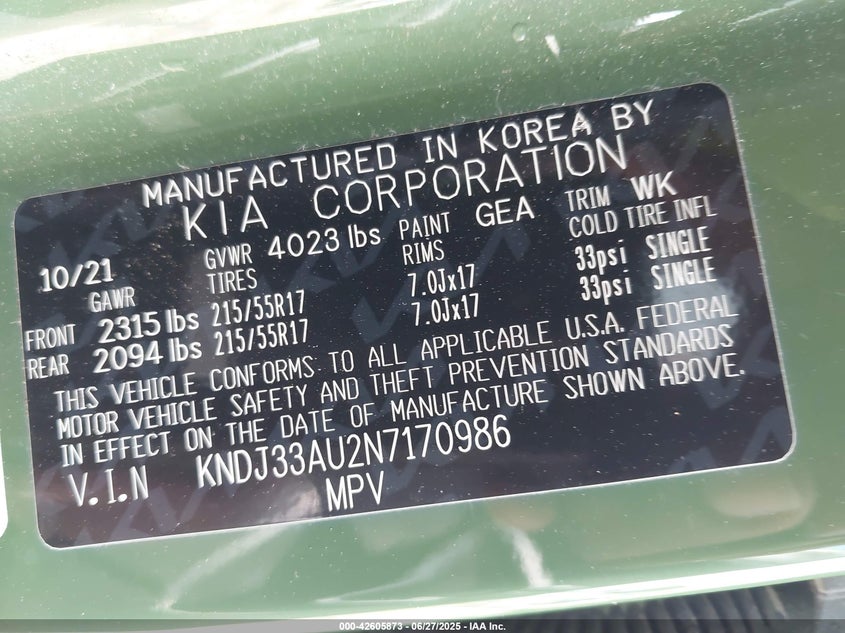 MANUFACTURED IN KOREA BY
KIA CORPORATION
10/21 GVWR 4023 lbs PAINT GEA TRIM WK
GAWR TIRES RIMS COLD TIRE INFL
FRONT 2315 lbs 215/55R17 7.0Jx17 33psi SINGLE
REAR 2094 lbs 215/55R17 7.0Jx17 33psi SINGLE
THIS VEHICLE CONFORMS TO ALL APPLICABLE U.S.A. FEDERAL
MOTOR VEHICLE SAFETY AND THEFT PREVENTION STANDARDS
IN EFFECT ON THE DATE OF MANUFACTURE SHOWN ABOVE.
V.I.N KNDJ33AU2N7170986
MPV
000-42605873 - 06/27/2025 - IAA Inc.